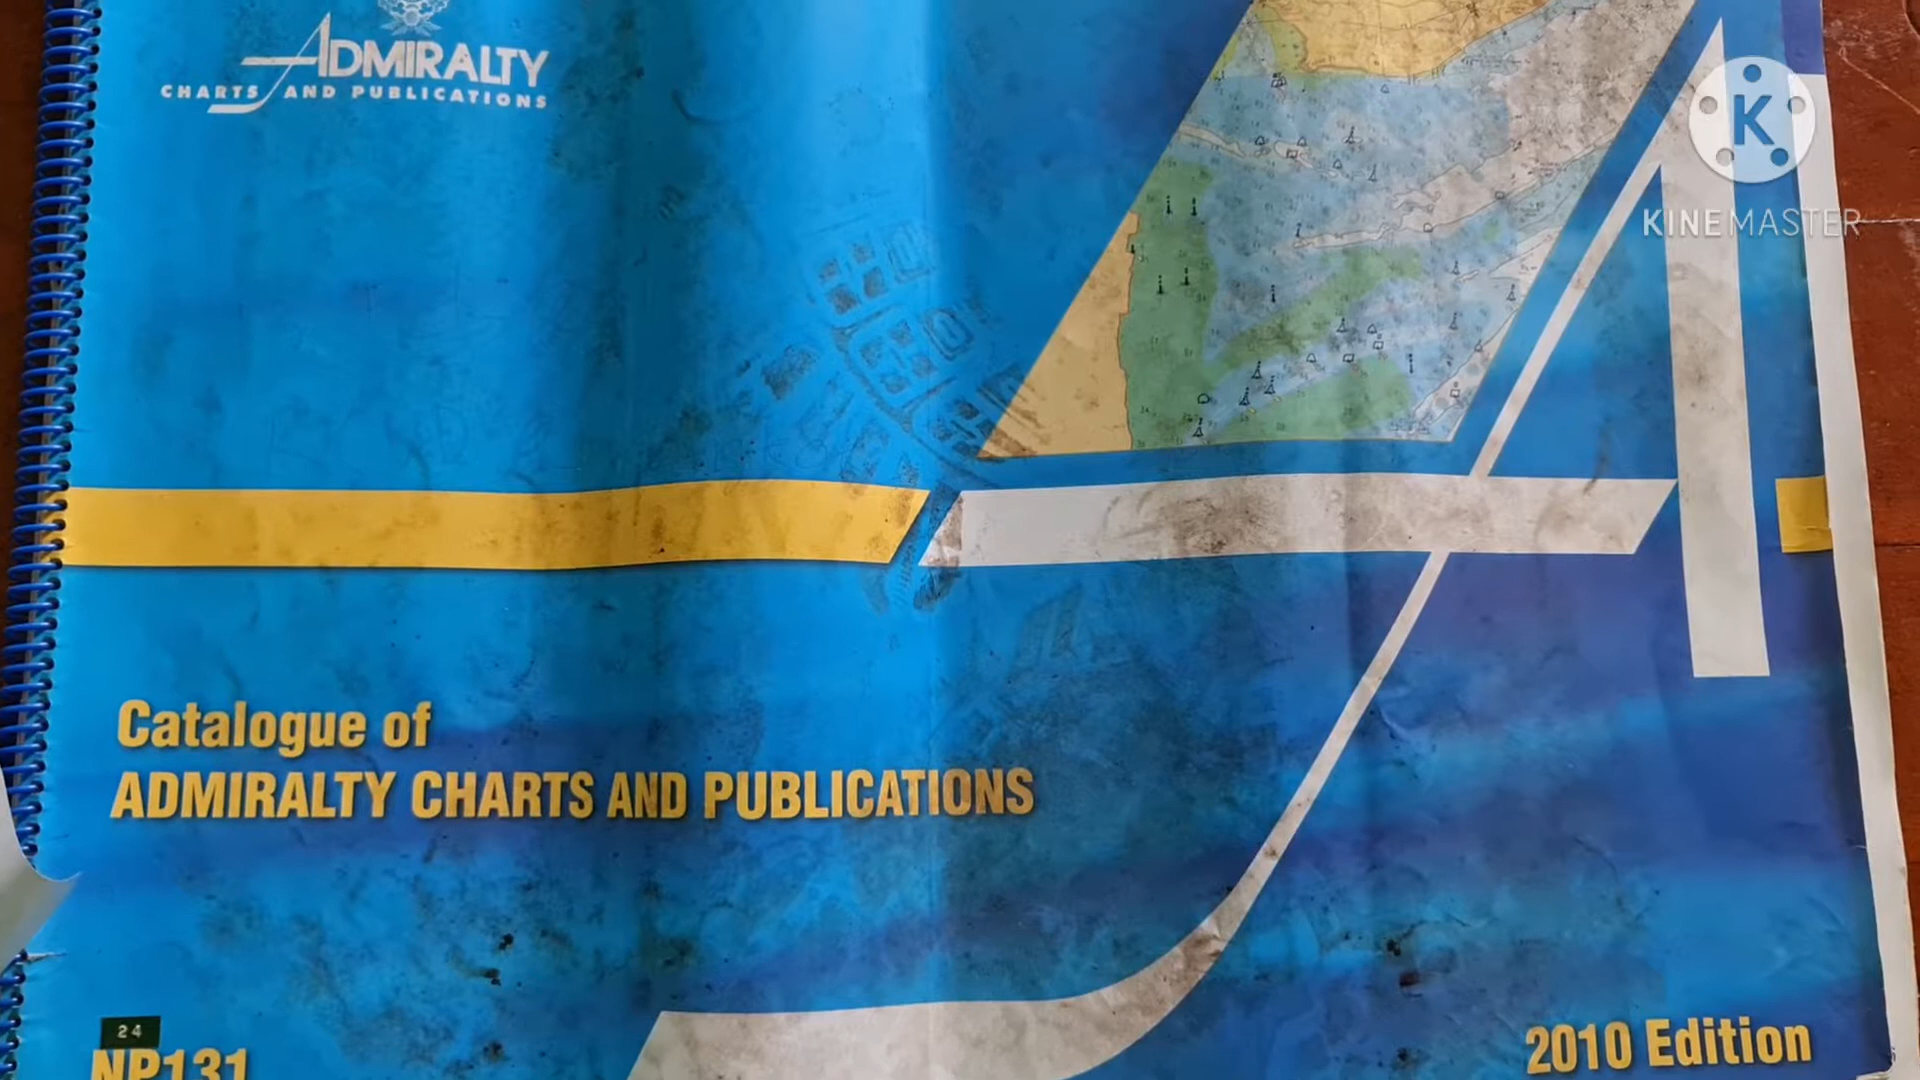 ADMIRALTY
CHARTS AND PUBLICATIONS
K
KINEMASTER
Catalogue of
ADMIRALTY CHARTS AND PUBLICATIONS
24
NP131
2010 Edition